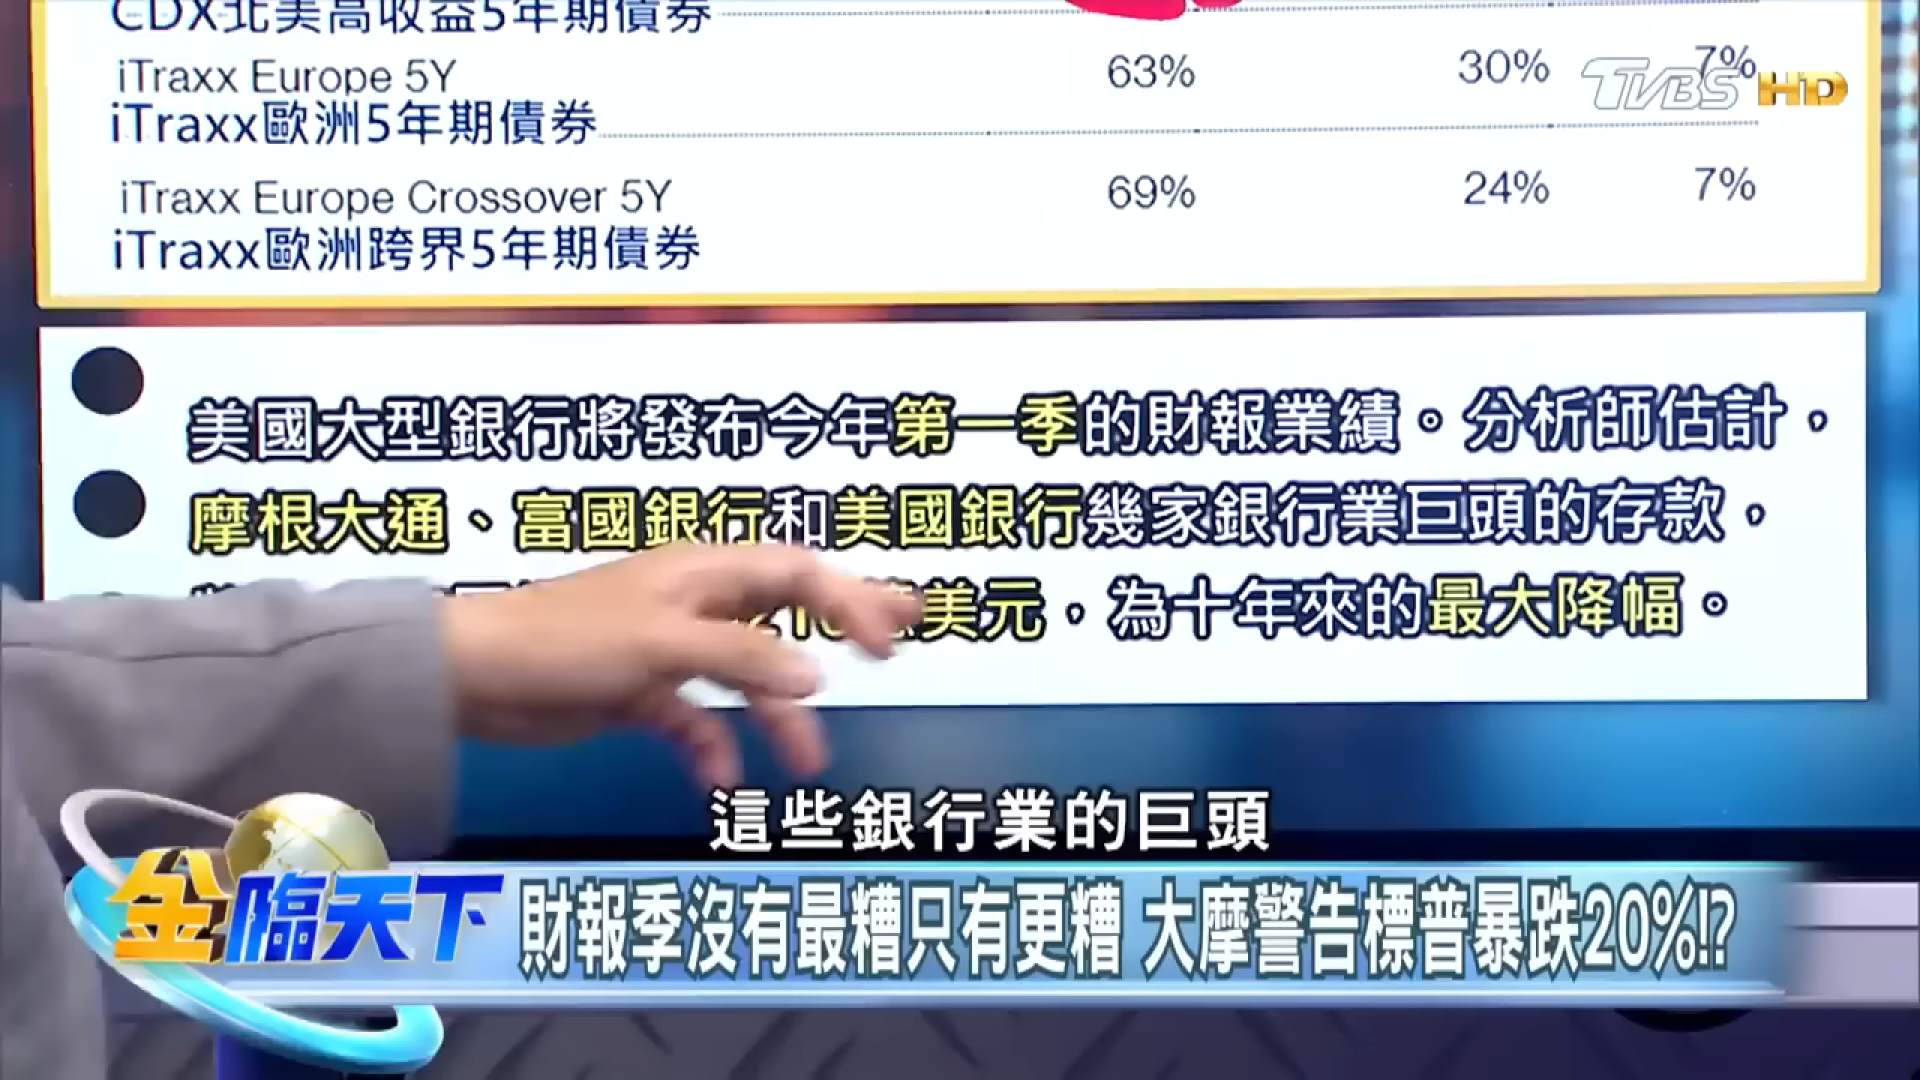 CDX北美高收益5年期債券
iTraxx Europe 5Y 63% 30% 7%
iTraxx歐洲5年期債券
iTraxx Europe Crossover 5Y 69% 24% 7%
iTraxx歐洲跨界5年期債券
TVBS HD
美國大型銀行將發布今年第一季的財報業績。分析師估計，
摩根大通、富國銀行和美國銀行幾家銀行業巨頭的存款，
美元，為十年來的最大降幅。
這些銀行業的巨頭
金臨天下
財報季沒有最糟只有更糟 大摩警告標普暴跌20%!?